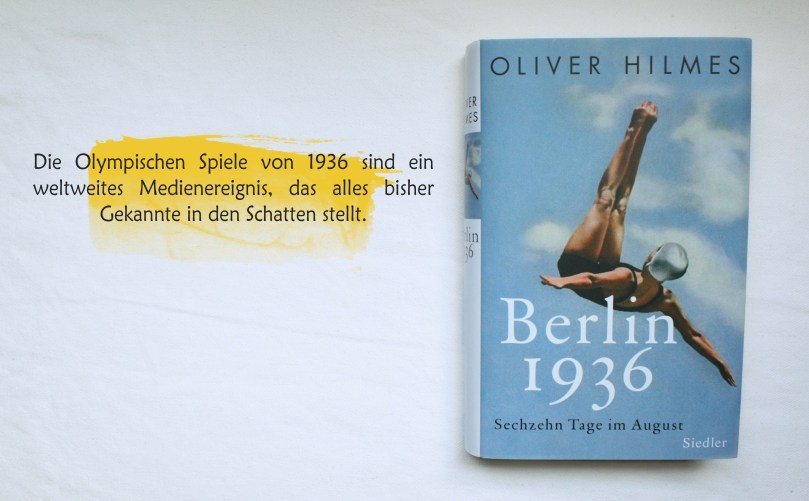 Die Olympischen Spiele von 1936 sind ein
weltweites Medienereignis, das alles bisher
Gekannte in den Schatten stellt.
OLIVER HILMES
Berlin
1936
Sechzehn Tage im August
Siedler